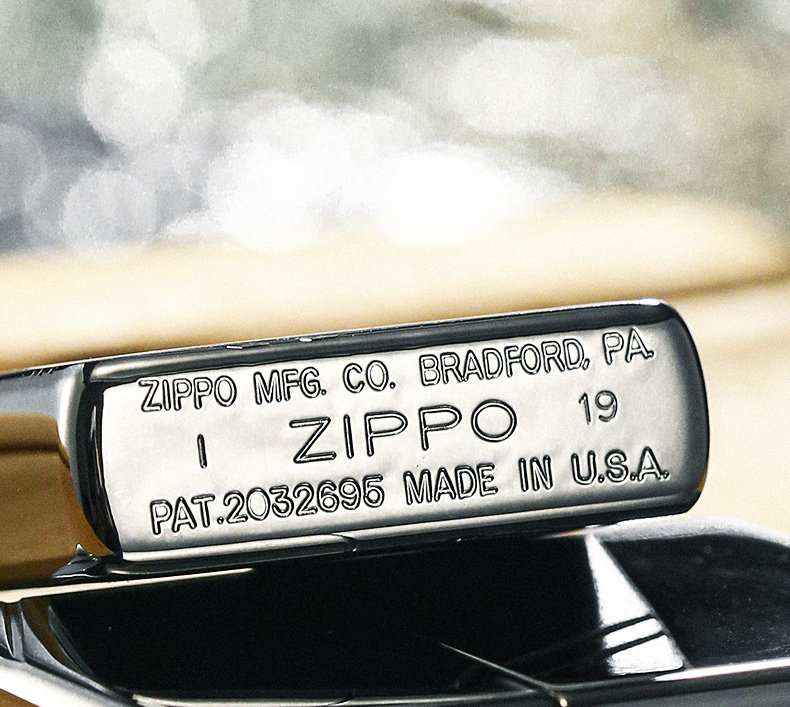 ZIPPO MFG. CO. BRADFORD, PA.
I ZIPPO 19
PAT.2032695 MADE IN U.S.A.